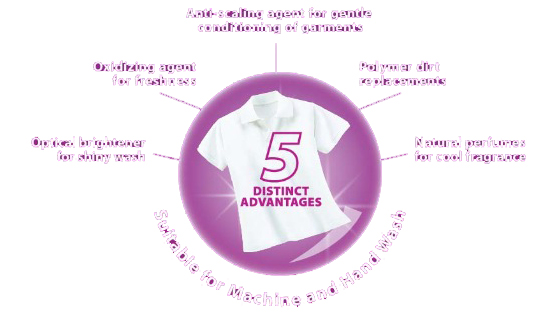 Anti-scaling agent for gentle
conditioning of garments
Oxidizing agent
for freshness
Polymer dirt
replacements
Optical brightener
for shiny wash
Natural perfumes
for cool fragrance
5
DISTINCT
ADVANTAGES
Suitable for Machine and Hand Wash